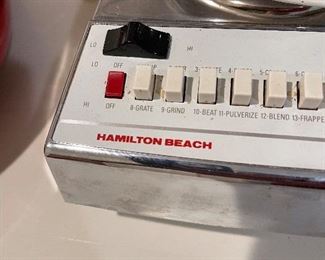 LO HI
LO OFF
HI OFF 8-GRATE 9-GRIND 10-BEAT 11-PULVERIZE 12-BLEND 13-FRAPPE
HAMILTON BEACH